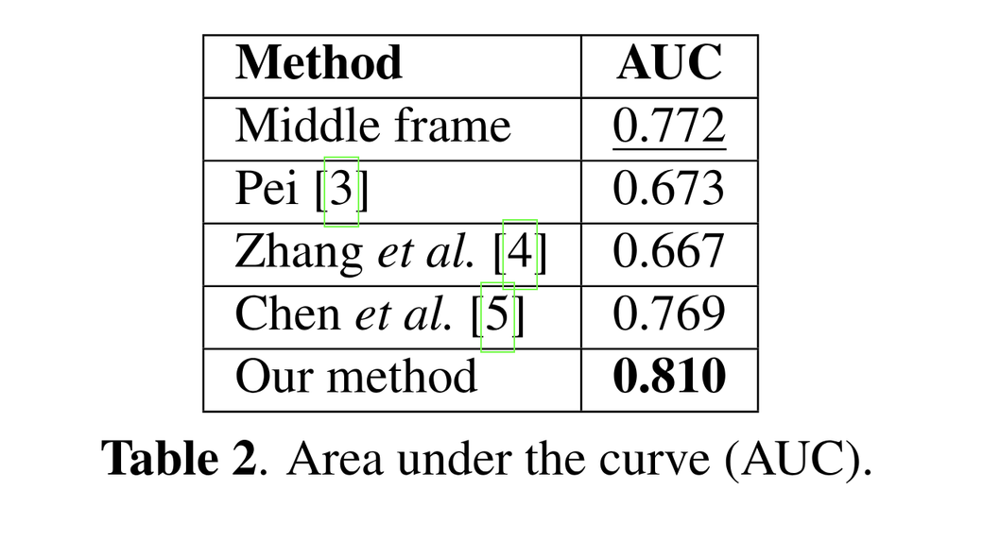 Method AUC
Middle frame 0.772
Pei [3] 0.673
Zhang et al. [4] 0.667
Chen et al. [5] 0.769
Our method 0.810
Table 2. Area under the curve (AUC).